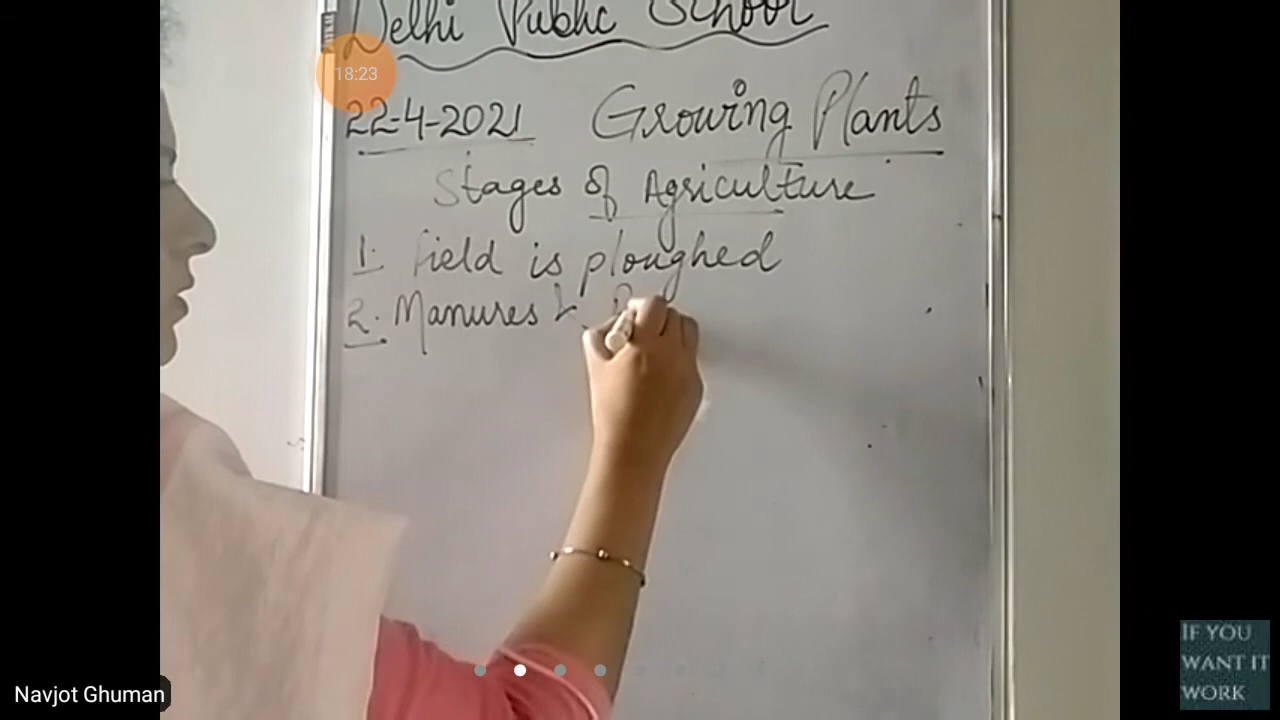 Delhi Public School
18:23
22-4-2021 Growing Plants
Stages of Agriculture
1. Field is ploughed
2. Manures &
Navjot Ghuman
IF YOU
WANT IT
WORK